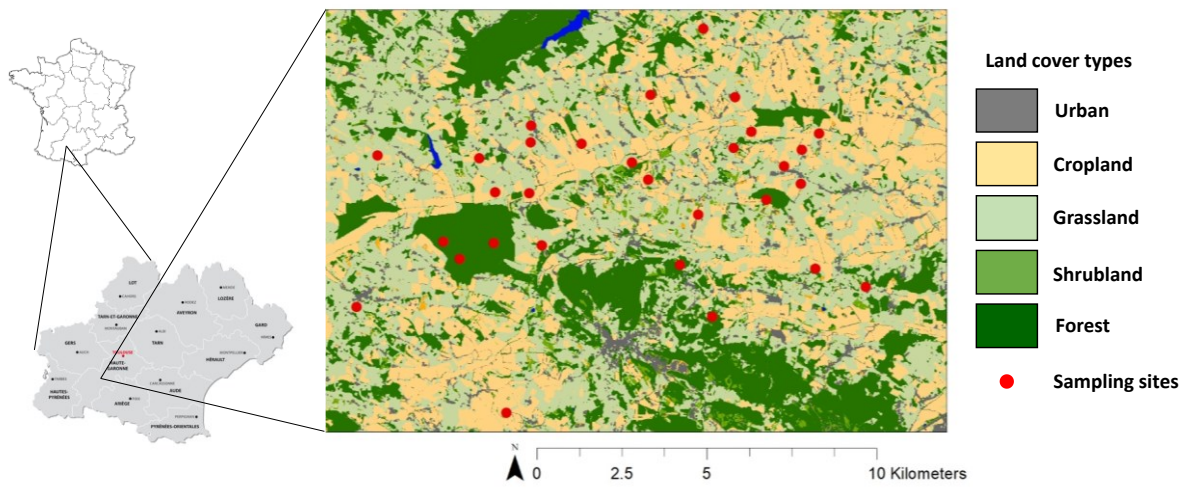 Land cover types
Urban
Cropland
Grassland
Shrubland
Forest
Sampling sites
LOT
LOZÈRE
AVEYRON
TARN-ET-GARONNE
GARD
GERS
TARN
TOULOUSE
HAUTE-
GARONNE
HÉRAULT
HAUTES-
PYRÉNÉES
AUDE
ARIÈGE
PYRÉNÉES-ORIENTALES
N
0 2.5 5 10 Kilometers